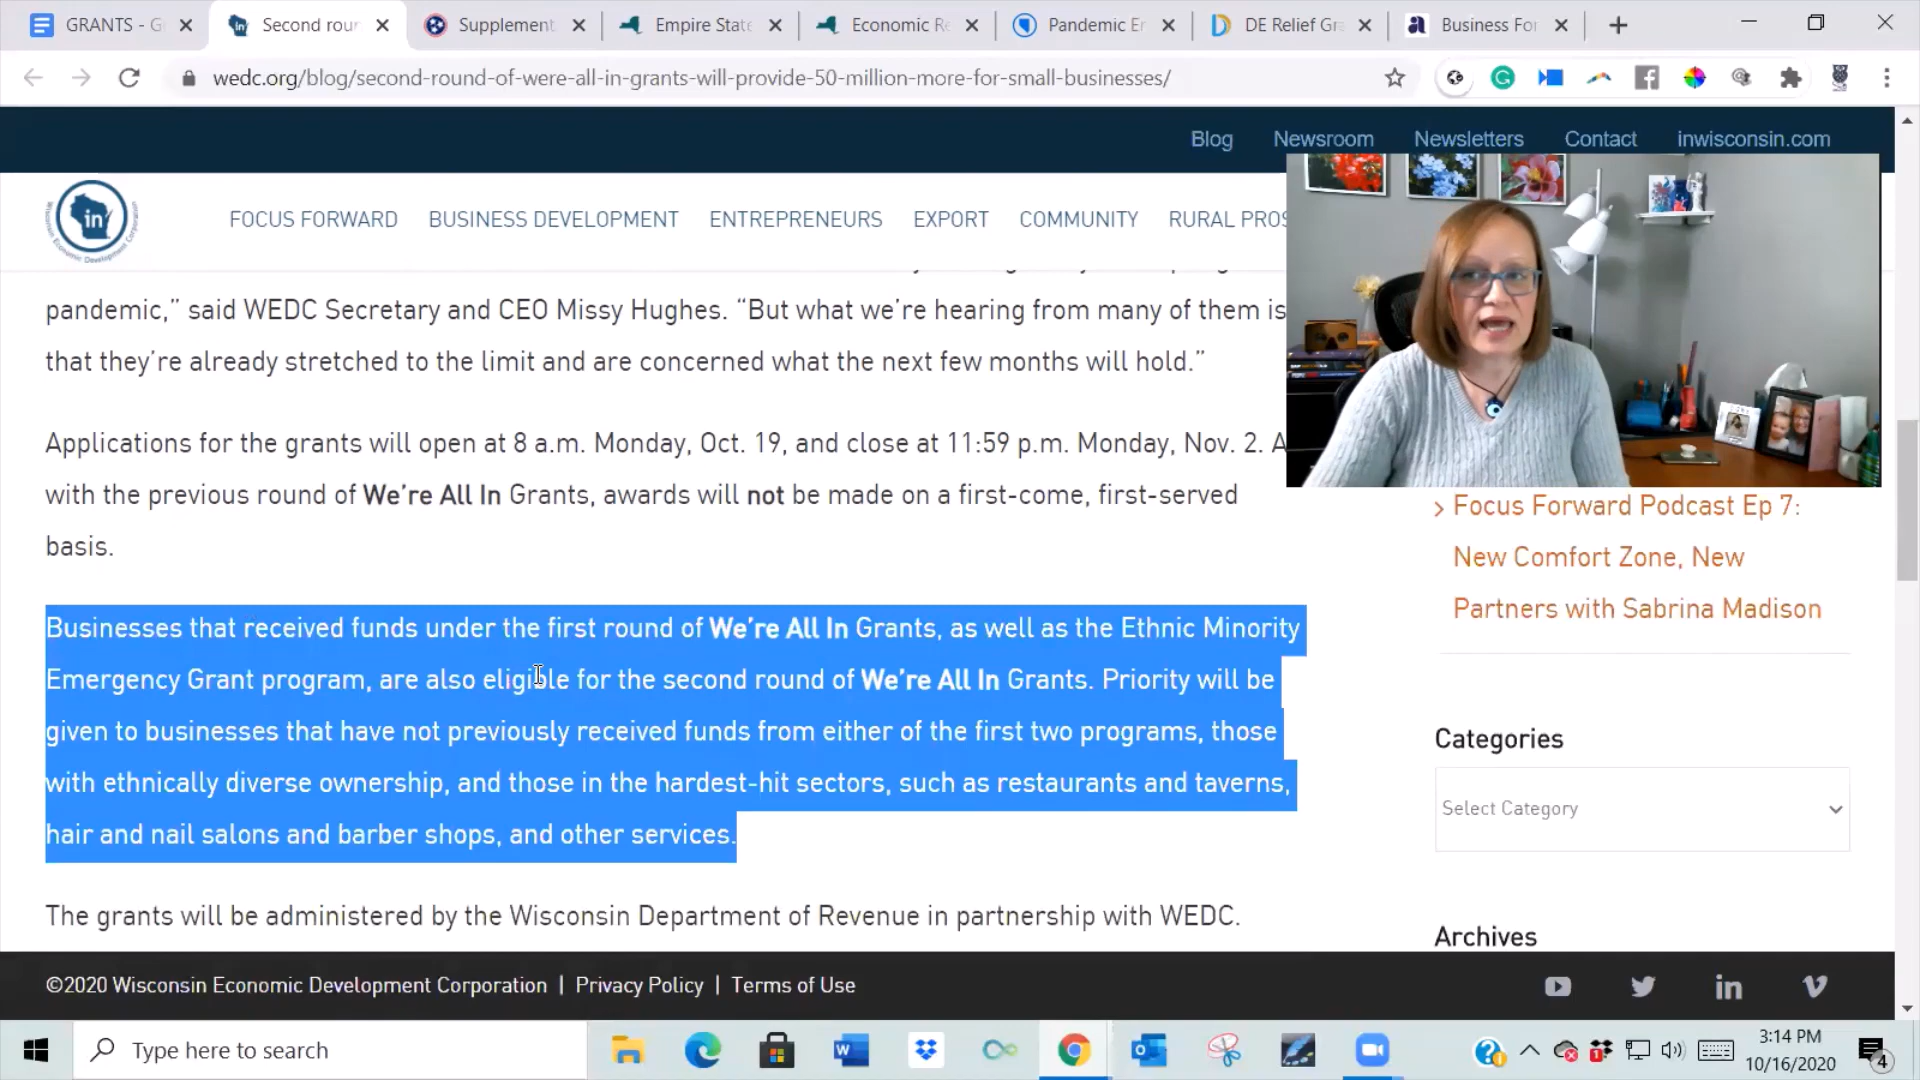 GRANTS - G
Second roun
Supplement
Empire State
Economic Re
Pandemic Er
DE Relief Gra
Business For
wedc.org/blog/second-round-of-were-all-in-grants-will-provide-50-million-more-for-small-businesses/
Blog Newsroom Newsletters Contact inwisconsin.com
in
Wisconsin Economic Development Corporation
FOCUS FORWARD BUSINESS DEVELOPMENT ENTREPRENEURS EXPORT COMMUNITY RURAL PROS
pandemic,” said WEDC Secretary and CEO Missy Hughes. “But what we’re hearing from many of them is
that they’re already stretched to the limit and are concerned what the next few months will hold.”
Applications for the grants will open at 8 a.m. Monday, Oct. 19, and close at 11:59 p.m. Monday, Nov. 2. A
with the previous round of We’re All In Grants, awards will not be made on a first-come, first-served
basis.
Businesses that received funds under the first round of We’re All In Grants, as well as the Ethnic Minority
Emergency Grant program, are also eligible for the second round of We’re All In Grants. Priority will be
given to businesses that have not previously received funds from either of the first two programs, those
with ethnically diverse ownership, and those in the hardest-hit sectors, such as restaurants and taverns,
hair and nail salons and barber shops, and other services.
The grants will be administered by the Wisconsin Department of Revenue in partnership with WEDC.
Focus Forward Podcast Ep 7:
New Comfort Zone, New
Partners with Sabrina Madison
Categories
Select Category
Archives
©2020 Wisconsin Economic Development Corporation | Privacy Policy | Terms of Use
Type here to search
3:14 PM
10/16/2020
4